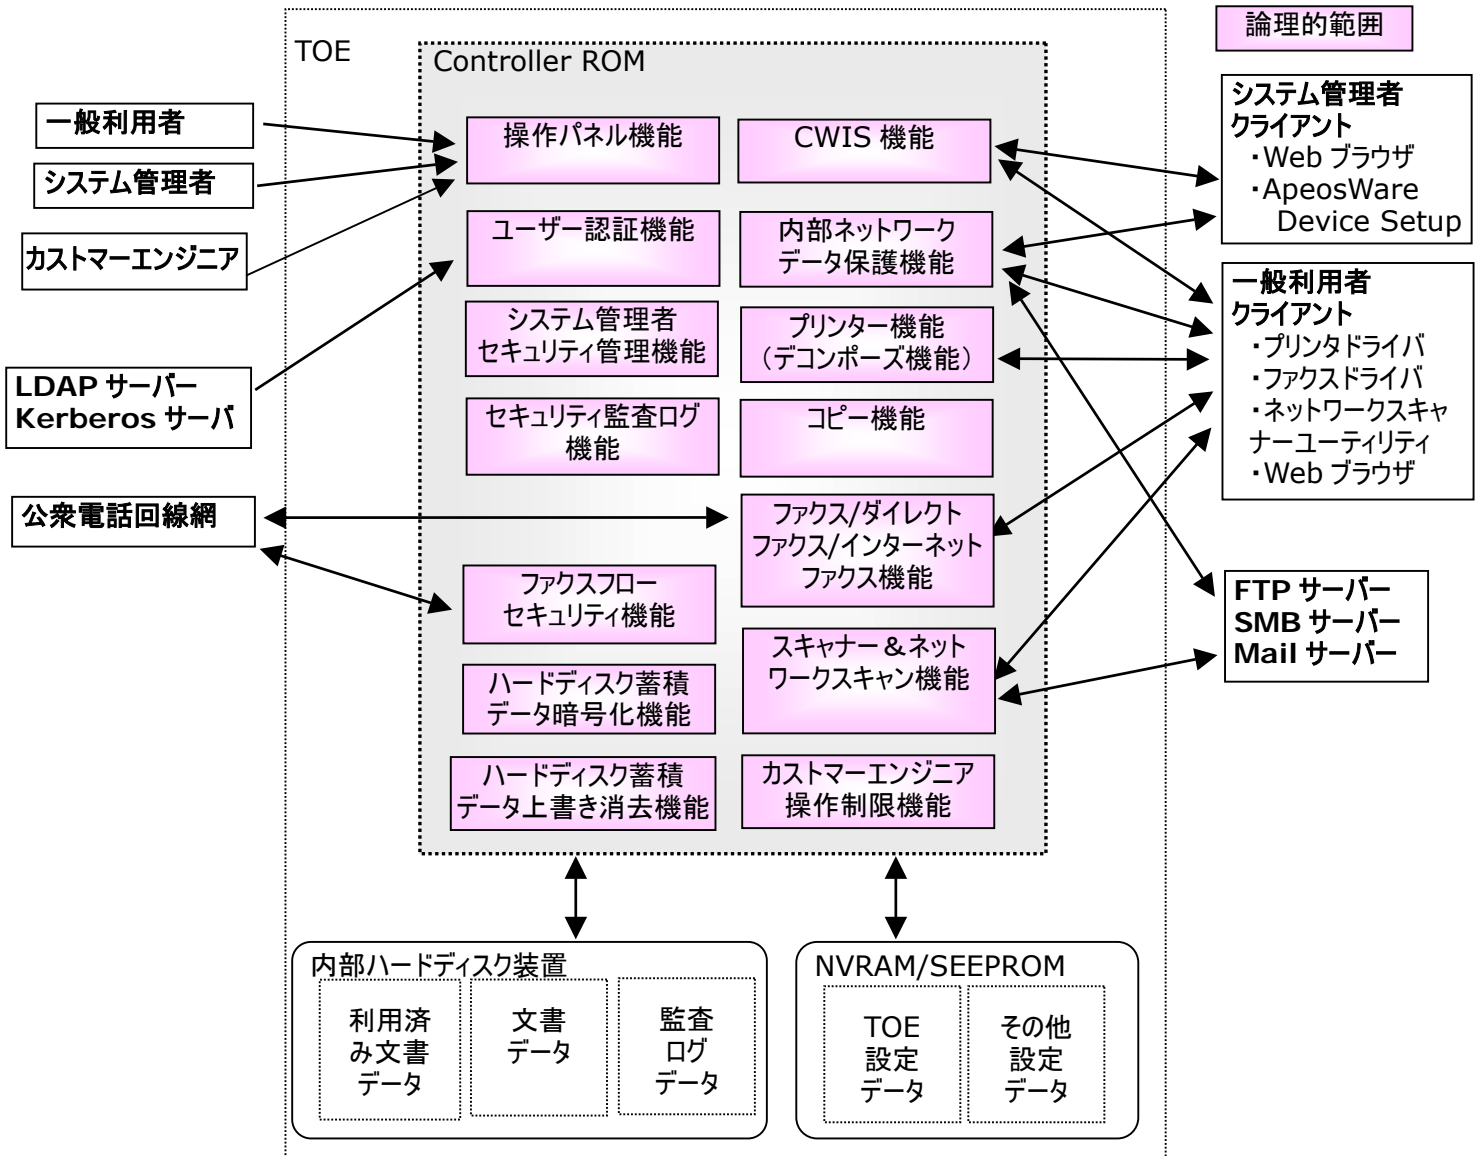 論理的範囲
TOE
Controller ROM
一般利用者
システム管理者
カストマーエンジニア
LDAP サーバー
Kerberos サーバ
公衆電話回線網
操作パネル機能
CWIS 機能
ユーザー認証機能
内部ネットワーク
データ保護機能
システム管理者
セキュリティ管理機能
プリンター機能
（デコンポーズ機能）
セキュリティ監査ログ
機能
コピー機能
ファクス/ダイレクト
ファクス/インターネット
ファクス機能
ファクスフロー
セキュリティ機能
スキャナー＆ネット
ワークスキャン機能
ハードディスク蓄積
データ暗号化機能
ハードディスク蓄積
データ上書き消去機能
カストマーエンジニア
操作制限機能
システム管理者
クライアント
・Web ブラウザ
・ApeosWare
Device Setup
一般利用者
クライアント
・プリンタドライバ
・ファクスドライバ
・ネットワークスキャ
ナーユーティリティ
・Web ブラウザ
FTP サーバー
SMB サーバー
Mail サーバー
内部ハードディスク装置
利用済
み文書
データ
文書
データ
監査
ログ
データ
NVRAM/SEEPROM
TOE
設定
データ
その他
設定
データ